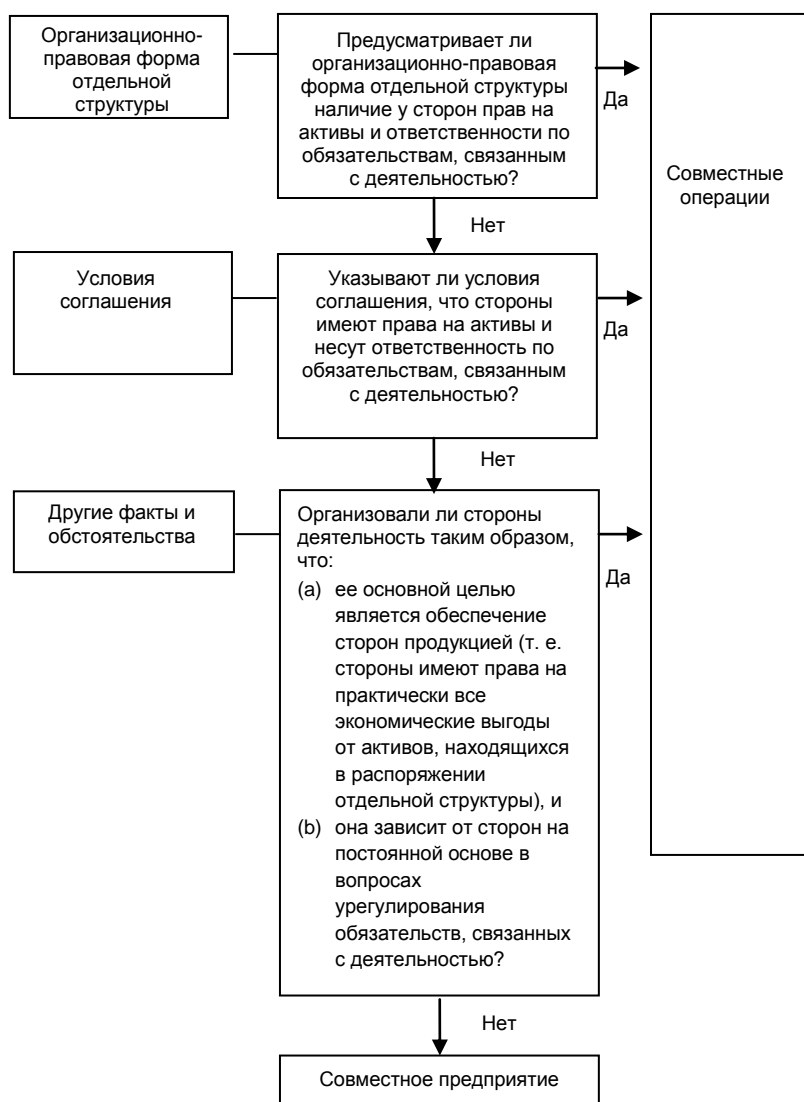 Организационно-
правовая форма
отдельной
структуры
Предусматривает ли
организационно-правовая
форма отдельной структуры
наличие у сторон прав на
активы и ответственности по
обязательствам, связанным
с деятельностью?
Да
Совместные
операции
Нет
Условия
соглашения
Указывают ли условия
соглашения, что стороны
имеют права на активы и
несут ответственность по
обязательствам, связанным
с деятельностью?
Да
Нет
Другие факты и
обстоятельства
Организовали ли стороны
деятельность таким образом,
что:
(a) ее основной целью
является обеспечение
сторон продукцией (т. е.
стороны имеют права на
практически все
экономические выгоды
от активов, находящихся
в распоряжении
отдельной структуры), и
(b) она зависит от сторон на
постоянной основе в
вопросах
урегулирования
обязательств, связанных
с деятельностью?
Да
Нет
Совместное предприятие